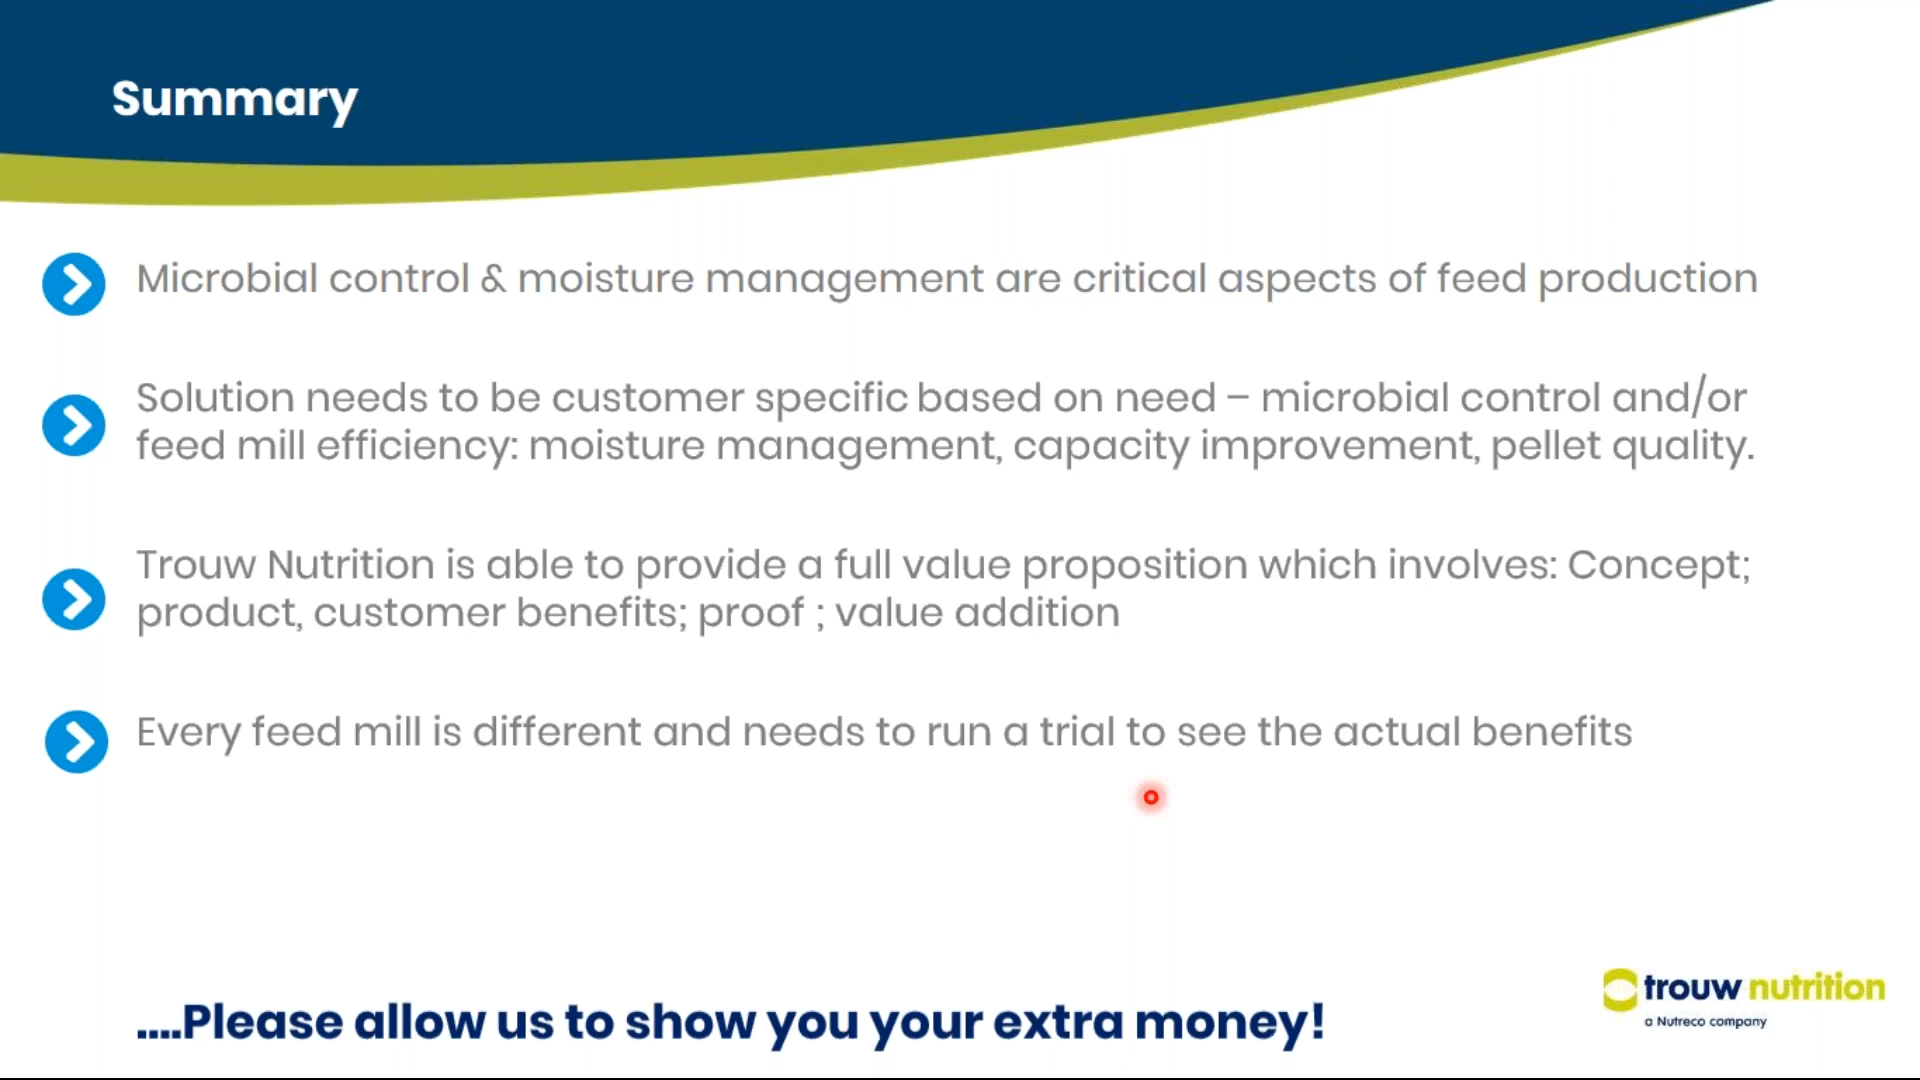 Summary
Microbial control & moisture management are critical aspects of feed production
Solution needs to be customer specific based on need – microbial control and/or
feed mill efficiency: moisture management, capacity improvement, pellet quality.
Trouw Nutrition is able to provide a full value proposition which involves: Concept;
product, customer benefits; proof ; value addition
Every feed mill is different and needs to run a trial to see the actual benefits
....Please allow us to show you your extra money!
trouw nutrition
a Nutreco company